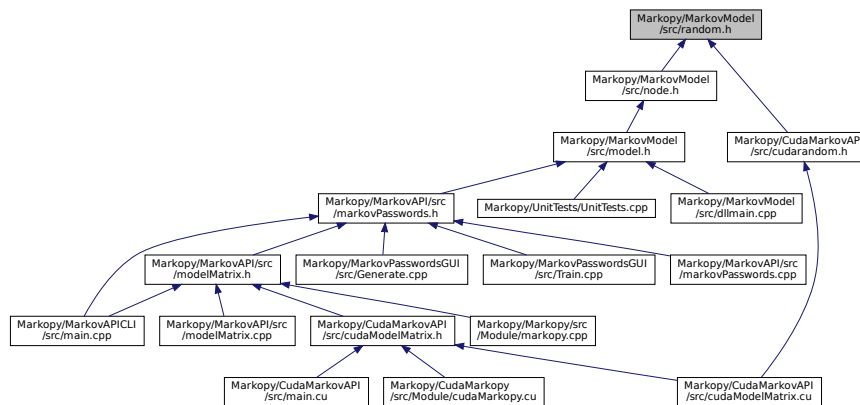 Markopy/MarkovModel
/src/random.h
Markopy/MarkovModel
/src/node.h
Markopy/MarkovModel
/src/model.h
Markopy/CudaMarkovAPI
/src/cudarandom.h
Markopy/MarkovAPI/src
/markovPasswords.h
Markopy/UnitTests/UnitTests.cpp
Markopy/MarkovModel
/src/dllmain.cpp
Markopy/MarkovAPI/src
/modelMatrix.h
Markopy/MarkovPasswordsGUI
/src/Generate.cpp
Markopy/MarkovPasswordsGUI
/src/Train.cpp
Markopy/MarkovAPI/src
/markovPasswords.cpp
Markopy/MarkovAPICLI
/src/main.cpp
Markopy/MarkovAPI/src
/modelMatrix.cpp
Markopy/CudaMarkovAPI
/src/cudaModelMatrix.h
Markopy/Markopy/src
/Module/markopy.cpp
Markopy/CudaMarkovAPI
/src/main.cu
Markopy/CudaMarkopy
/src/Module/cudaMarkopy.cu
Markopy/CudaMarkovAPI
/src/cudaModelMatrix.cu